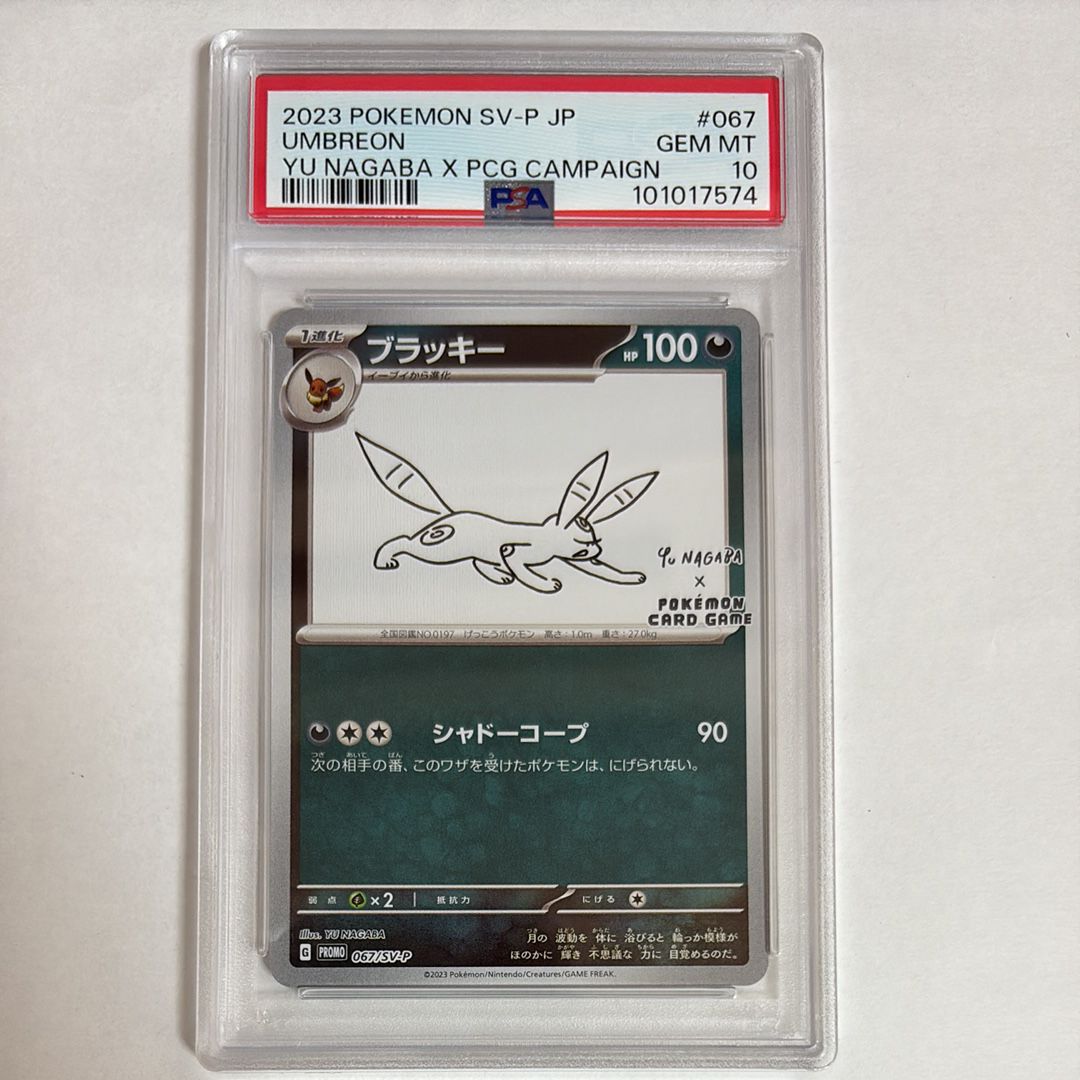 2023 POKEMON SV-P JP #067
UMBREON GEM MT
YU NAGABA X PCG CAMPAIGN 10
PSA 101017574
1進化 ブラッキー HP 100
イーブイから進化
Yu NAGABA
×
POKÉMON
CARD GAME
全国図鑑NO.0197 げっこうポケモン 高さ:1.0m 重さ:27.0kg
シャドーコープ 90
次の相手の番、このワザを受けたポケモンは、にげられない。
弱点 ×2 抵抗力 にげる
Illus. YU NAGABA
月の波動を体に浴びると輪っか模様が
G PROMO 067/SV-P
ほのかに輝き不思議な力に目覚めるのだ。
©2023 Pokémon/Nintendo/Creatures/GAME FREAK.